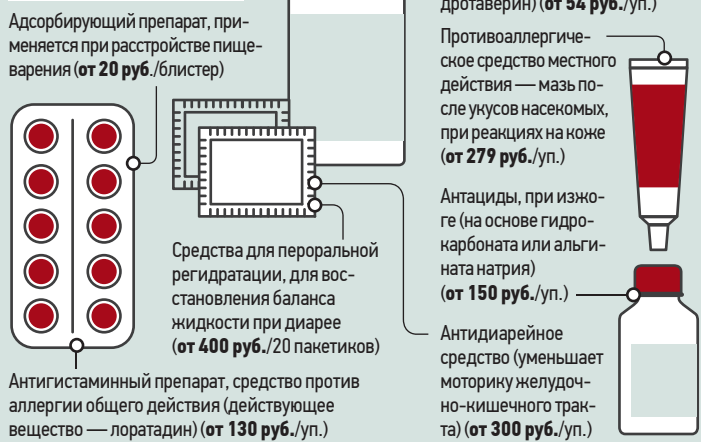 Адсорбирующий препарат, при-
меняется при расстройстве пище-
варения (от 20 руб./блистер)
Средства для пероральной
регидратации, для вос-
становления баланса
жидкости при диарее
(от 400 руб./20 пакетиков)
Антигистаминный препарат, средство против
аллергии общего действия (действующее
вещество — лоратадин) (от 130 руб./уп.)
дротаверин) (от 54 руб./уп.)
Противоаллергиче-
ское средство местного
действия — мазь по-
сле укусов насекомых,
при реакциях на коже
(от 279 руб./уп.)
Антациды, при изжо-
ге (на основе гидро-
карбоната или альги-
ната натрия)
(от 150 руб./уп.)
Антидиарейное
средство (уменьшает
моторику желудоч-
но-кишечного трак-
та) (от 300 руб./уп.)